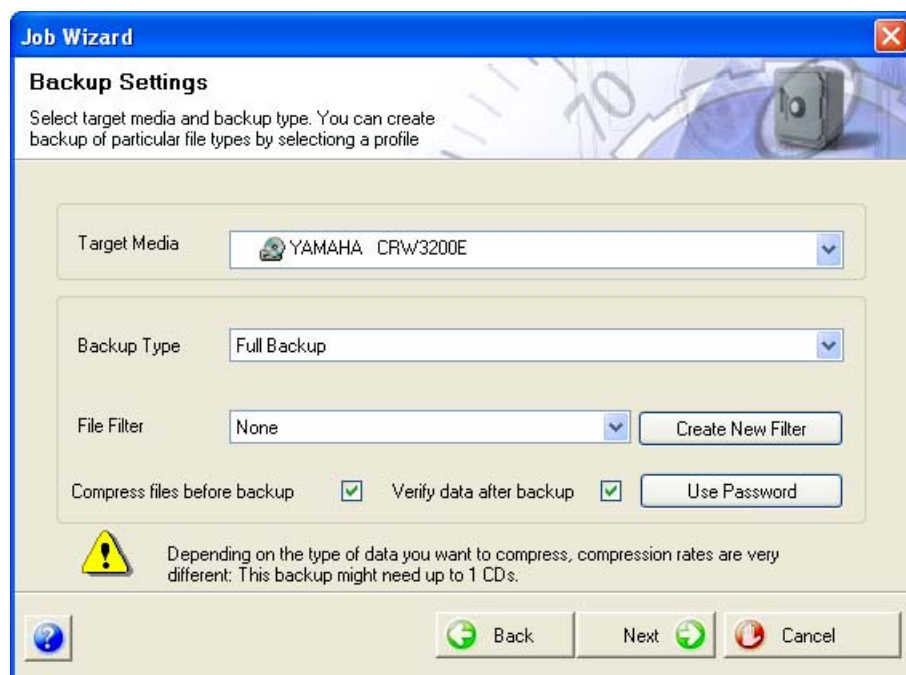 Job Wizard
Backup Settings
Select target media and backup type. You can create
backup of particular file types by selectiong a profile
70
Target Media YAMAHA CRW3200E
Backup Type Full Backup
File Filter None Create New Filter
Compress files before backup Verify data after backup Use Password
Depending on the type of data you want to compress, compression rates are very
different: This backup might need up to 1 CDs.
? Back Next Cancel